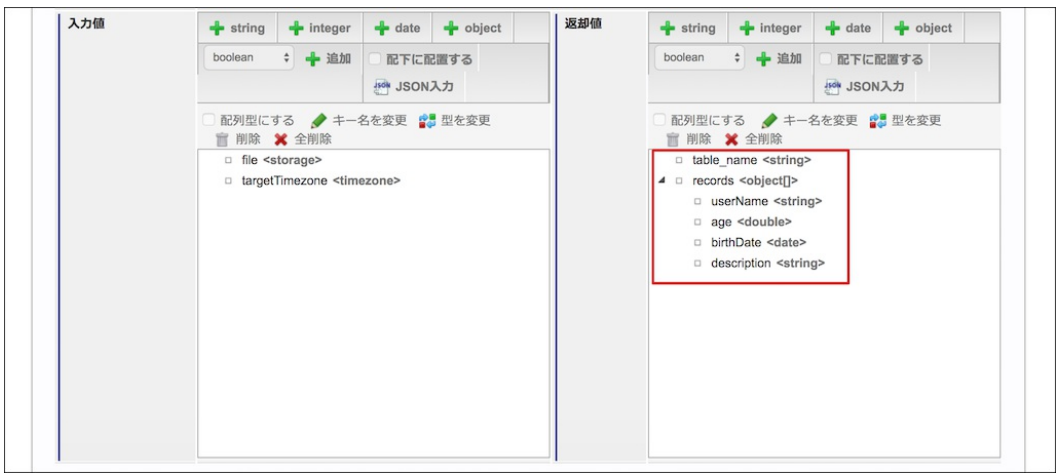 入力値
string integer date object
boolean 追加 配下に配置する
JSON JSON入力
配列型にする キー名を変更 型を変更
削除 全削除
file <storage>
targetTimezone <timezone>
返却値
string integer date object
boolean 追加 配下に配置する
JSON JSON入力
配列型にする キー名を変更 型を変更
削除 全削除
table_name <string>
records <object[]>
userName <string>
age <double>
birthDate <date>
description <string>